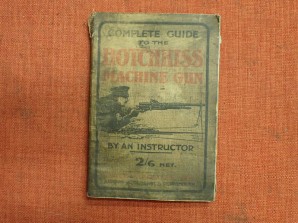 COMPLETE GUIDE
TO THE
HOTCHKISS
MACHINE GUN
BY AN INSTRUCTOR
2/6 NET.